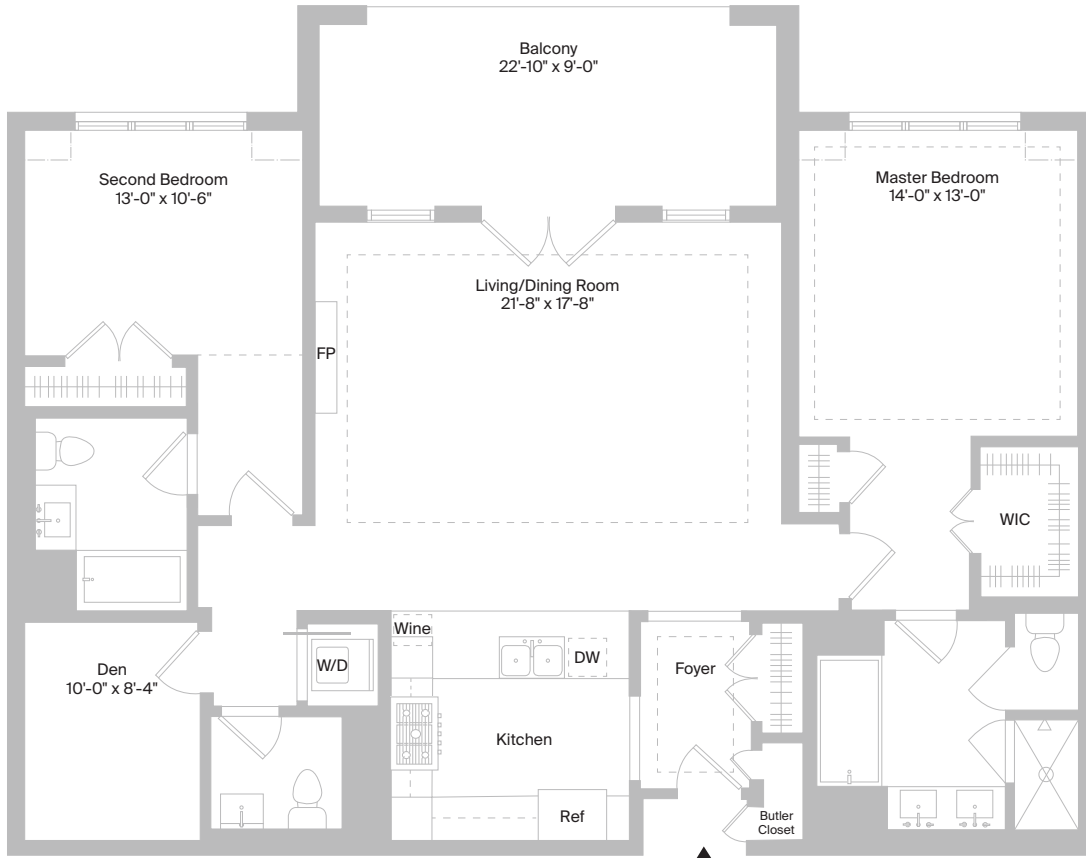 Balcony
22'-10" x 9'-0"
Second Bedroom
13'-0" x 10'-6"
Master Bedroom
14'-0" x 13'-0"
Living/Dining Room
21'-8" x 17'-8"
FP
WIC
Wine
W/D
DW
Foyer
Den
10'-0" x 8'-4"
Kitchen
Ref
Butler
Closet